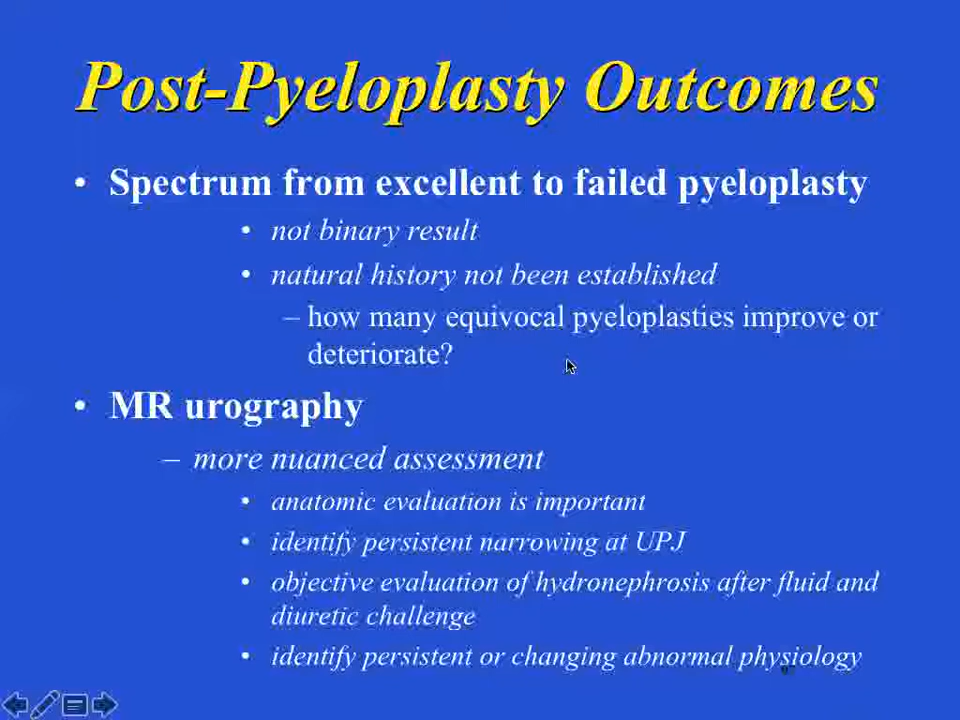 Post-Pyeloplasty Outcomes
• Spectrum from excellent to failed pyeloplasty
• not binary result
• natural history not been established
– how many equivocal pyeloplasties improve or
deteriorate?
• MR urography
– more nuanced assessment
• anatomic evaluation is important
• identify persistent narrowing at UPJ
• objective evaluation of hydronephrosis after fluid and
diuretic challenge
• identify persistent or changing abnormal physiology